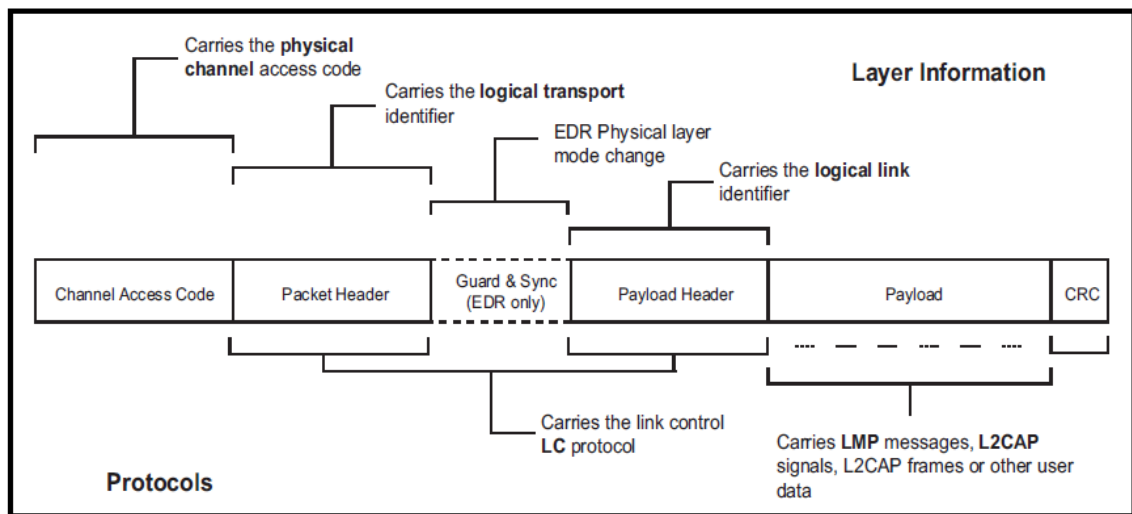 Carries the physical
channel access code
Layer Information
Carries the logical transport
identifier
EDR Physical layer
mode change
Carries the logical link
identifier
Channel Access Code
Packet Header
Guard & Sync
(EDR only)
Payload Header
Payload
CRC
Carries the link control
LC protocol
Carries LMP messages, L2CAP
signals, L2CAP frames or other user
data
Protocols